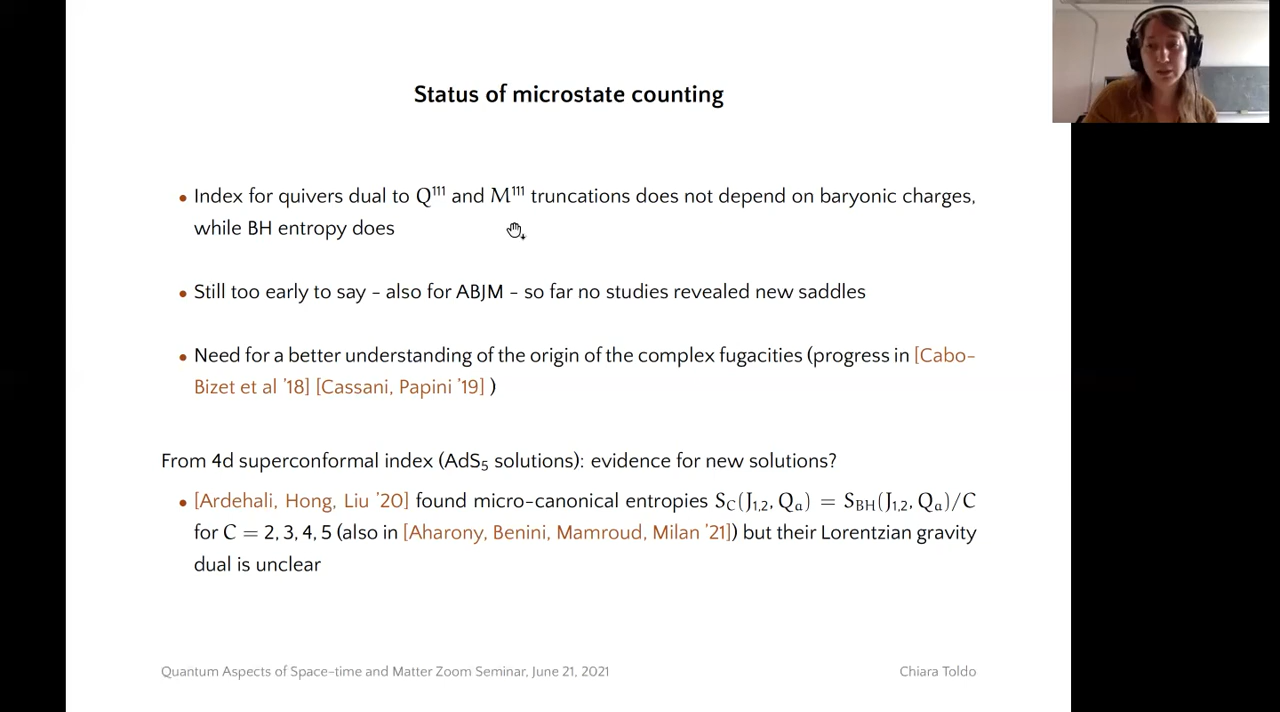 Status of microstate counting
• Index for quivers dual to Q¹¹¹ and M¹¹¹ truncations does not depend on baryonic charges,
while BH entropy does
• Still too early to say – also for ABJM – so far no studies revealed new saddles
• Need for a better understanding of the origin of the complex fugacities (progress in [Cabo-
Bizet et al '18] [Cassani, Papini '19] )
From 4d superconformal index (AdS₅ solutions): evidence for new solutions?
• [Ardehali, Hong, Liu '20] found micro-canonical entropies S_C(J₁,₂, Qₐ) = S_BH(J₁,₂, Qₐ)/C
for C = 2, 3, 4, 5 (also in [Aharony, Benini, Mamroud, Milan '21]) but their Lorentzian gravity
dual is unclear
Quantum Aspects of Space-time and Matter Zoom Seminar, June 21, 2021
Chiara Toldo